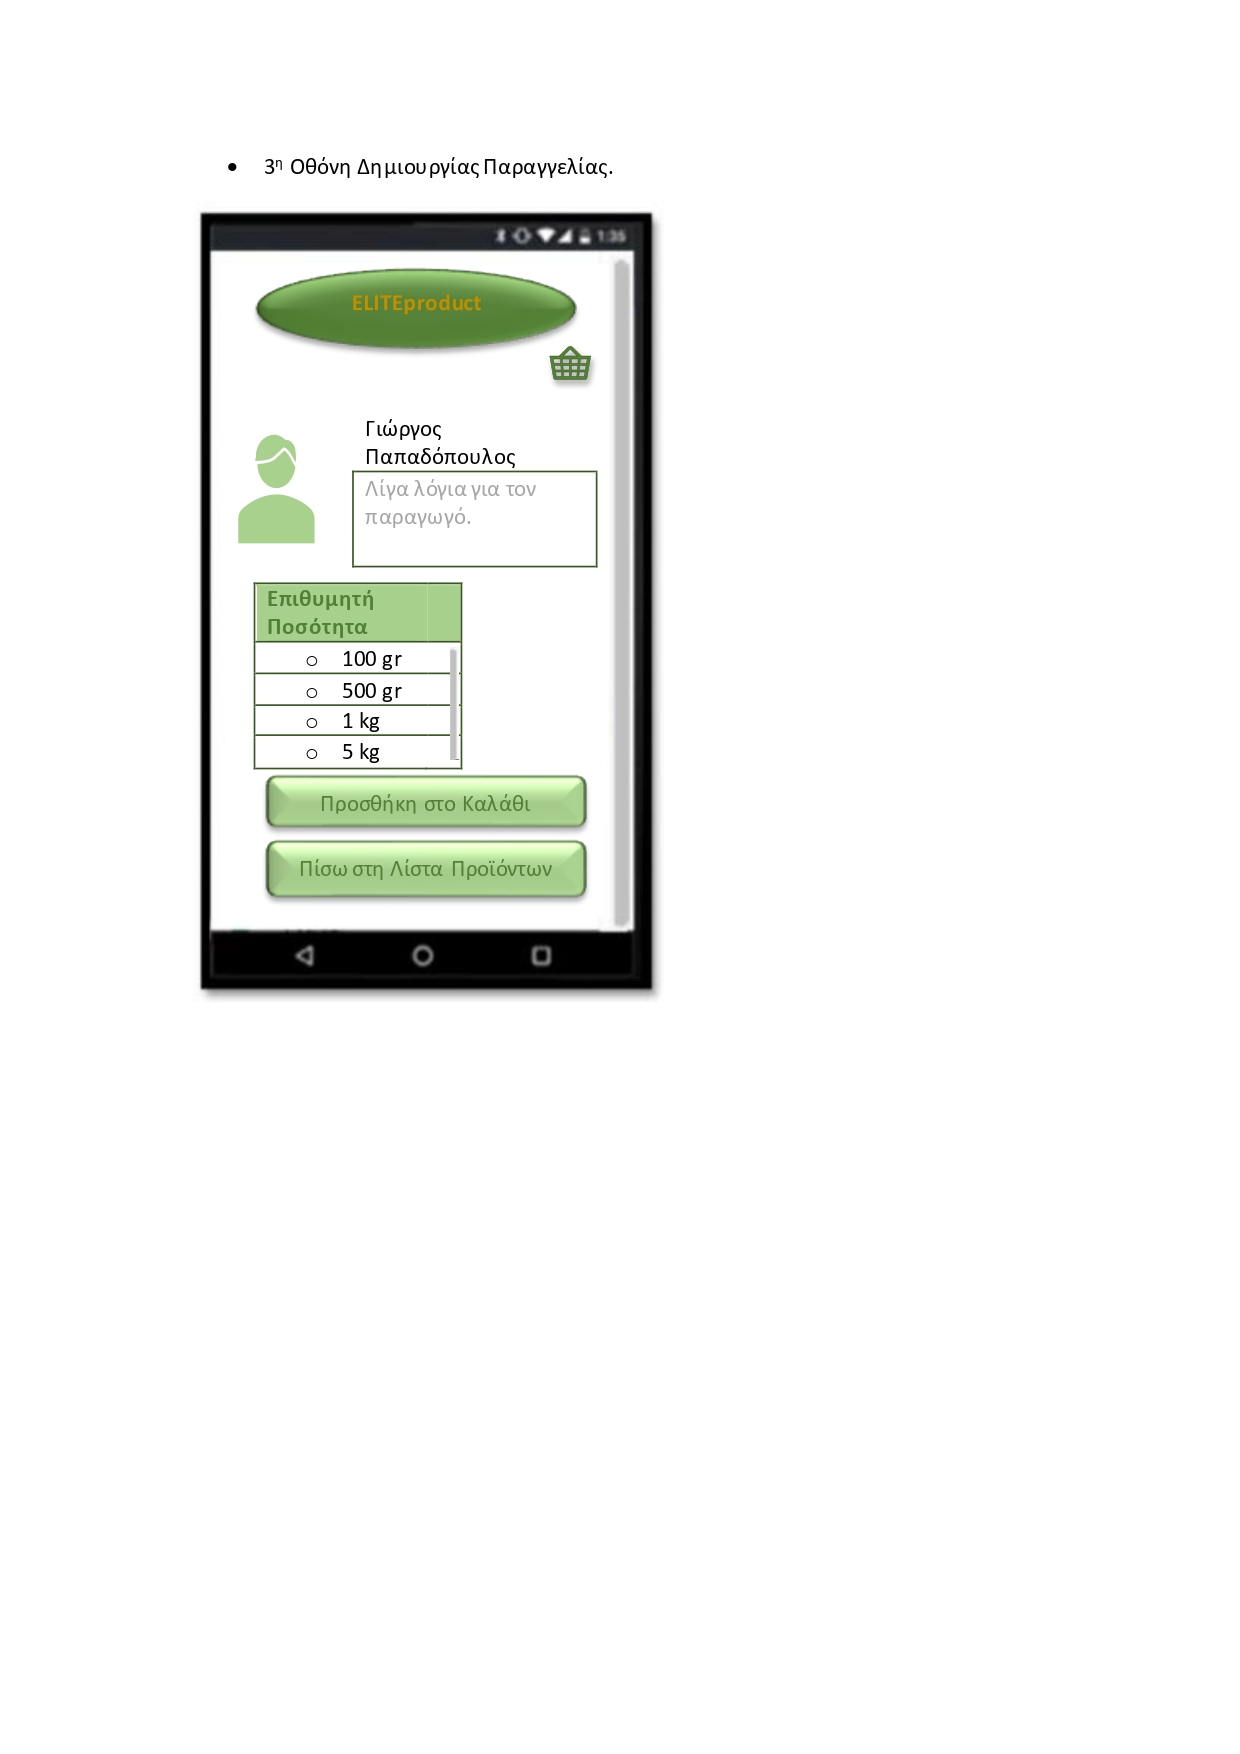 • 3η Οθόνη Δημιουργίας Παραγγελίας.
1:35
ELITEproduct
Γιώργος
Παπαδόπουλος
Λίγα λόγια για τον
παραγωγό.
Επιθυμητή
Ποσότητα
o 100 gr
o 500 gr
o 1 kg
o 5 kg
Προσθήκη στο Καλάθι
Πίσω στη Λίστα Προϊόντων